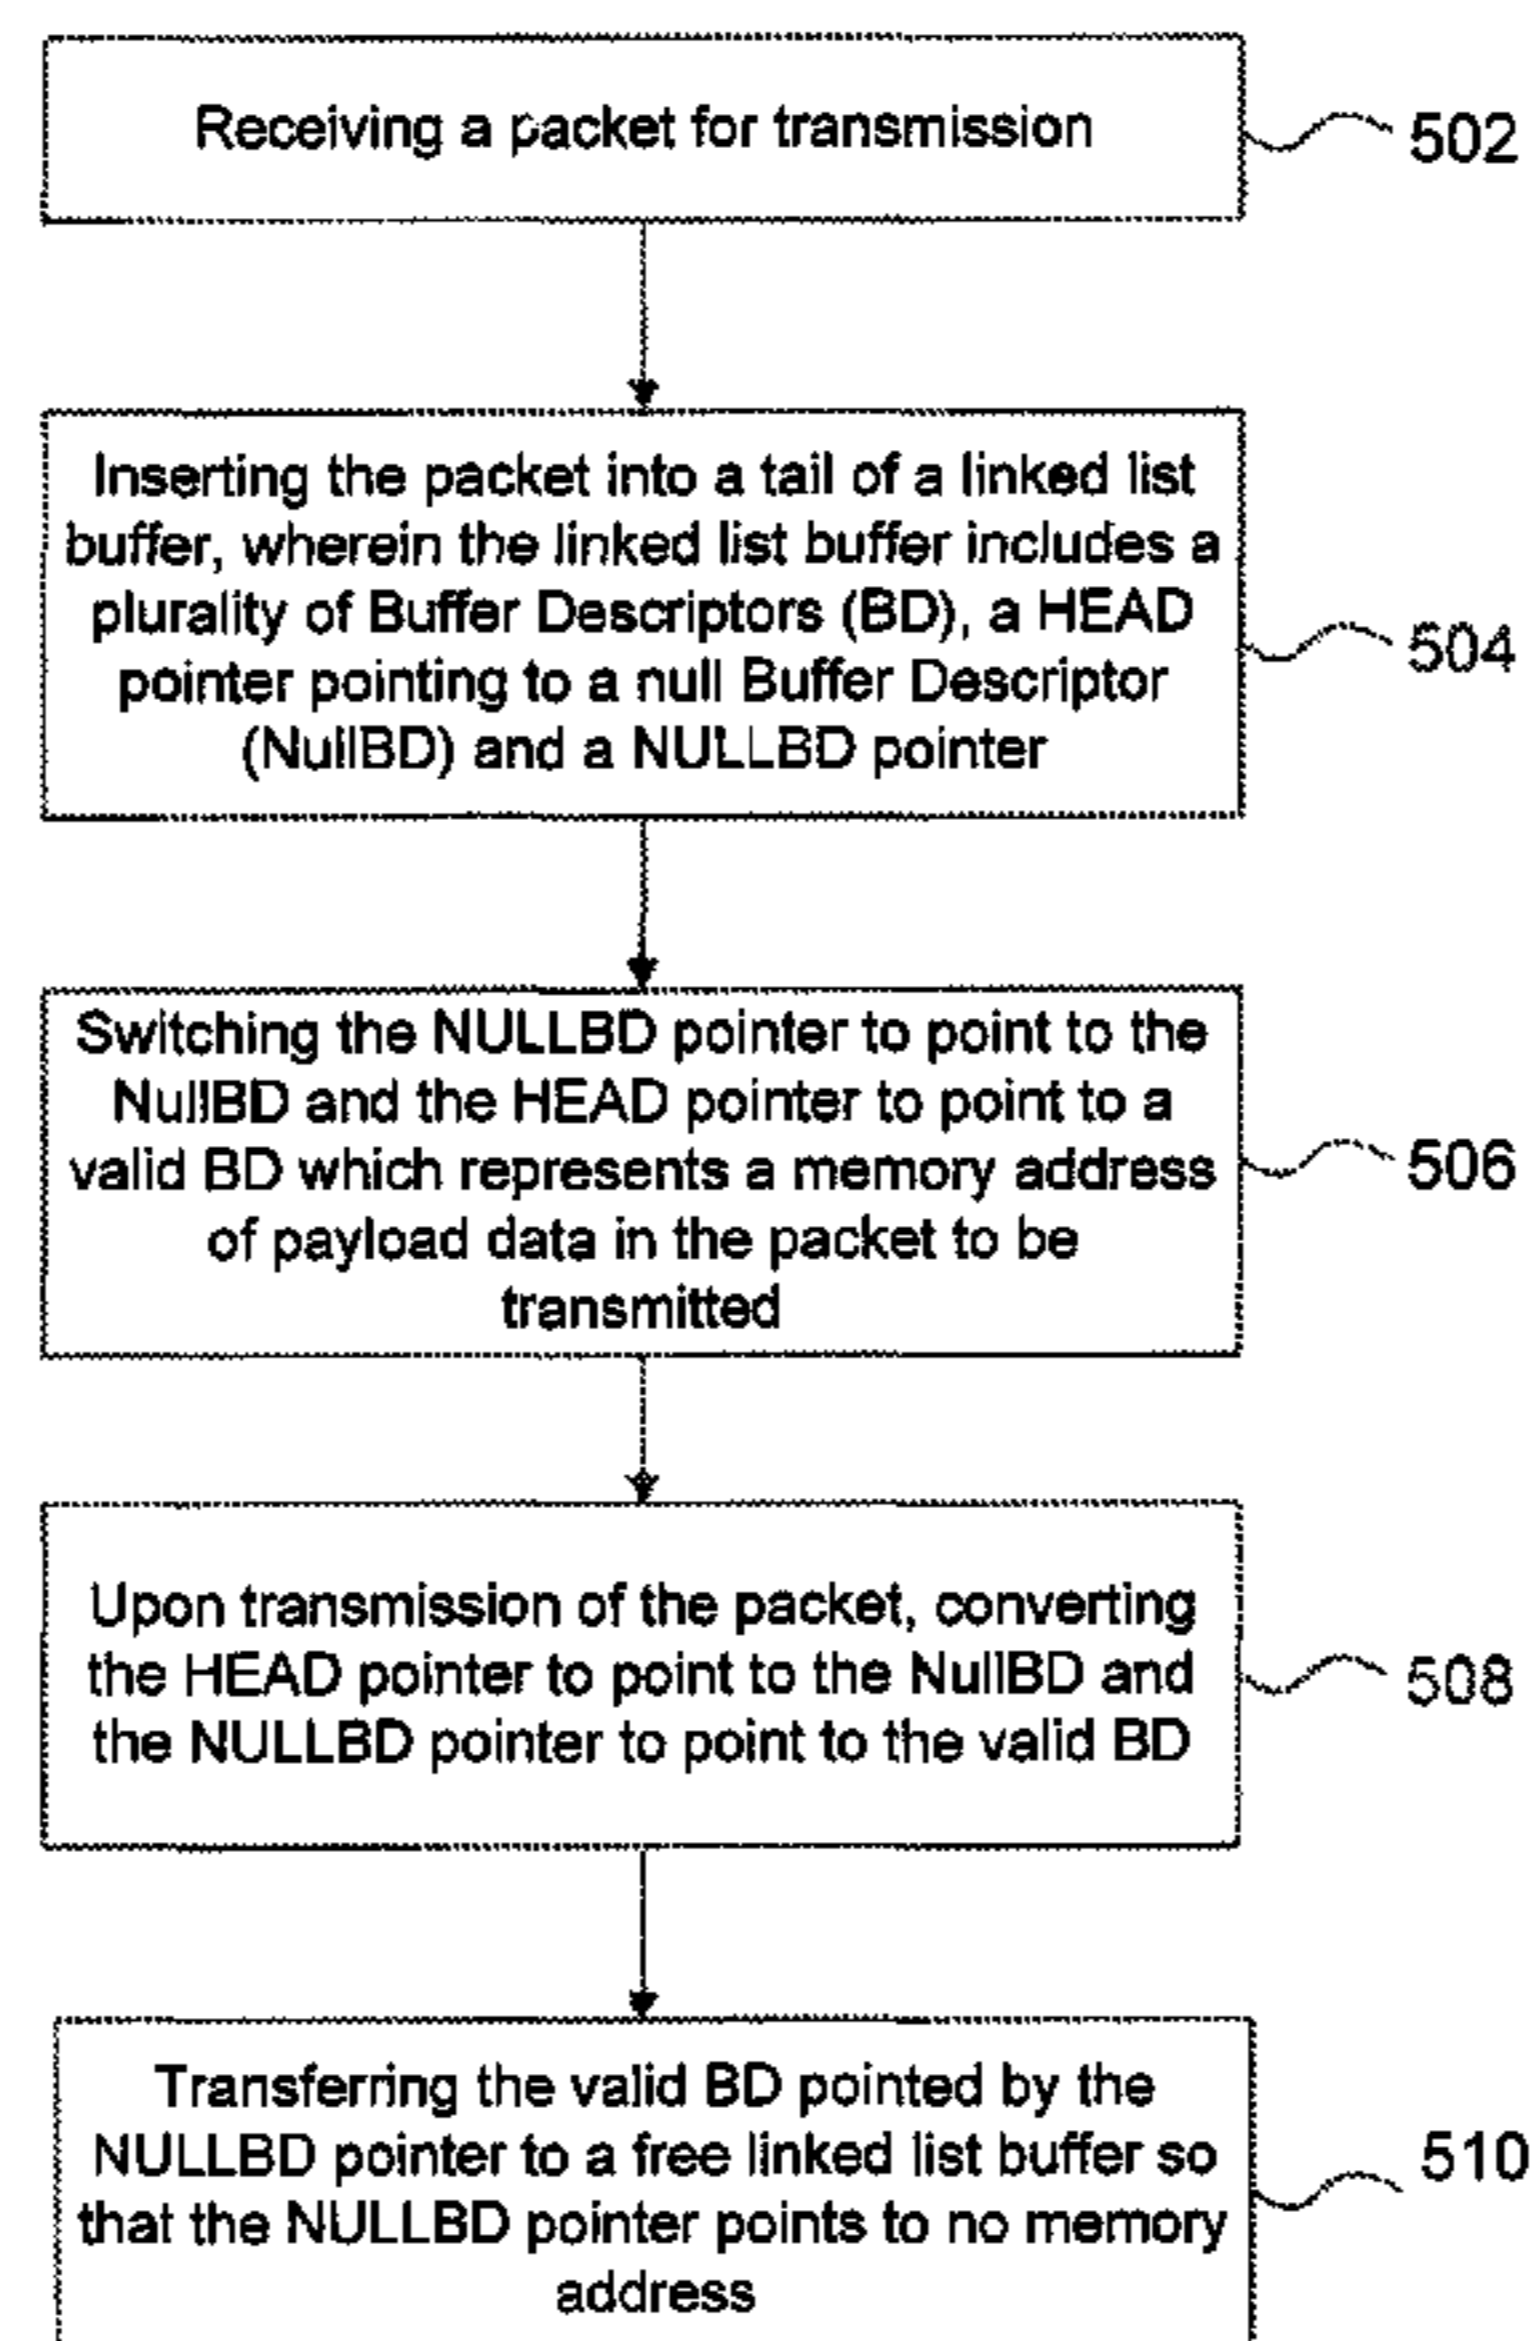 Receiving a packet for transmission
502
Inserting the packet into a tail of a linked list
buffer, wherein the linked list buffer includes a
plurality of Buffer Descriptors (BD), a HEAD
pointer pointing to a null Buffer Descriptor
(NullBD) and a NULLBD pointer
504
Switching the NULLBD pointer to point to the
NullBD and the HEAD pointer to point to a
valid BD which represents a memory address
of payload data in the packet to be
transmitted
506
Upon transmission of the packet, converting
the HEAD pointer to point to the NullBD and
the NULLBD pointer to point to the valid BD
508
Transferring the valid BD pointed by the
NULLBD pointer to a free linked list buffer so
that the NULLBD pointer points to no memory
address
510